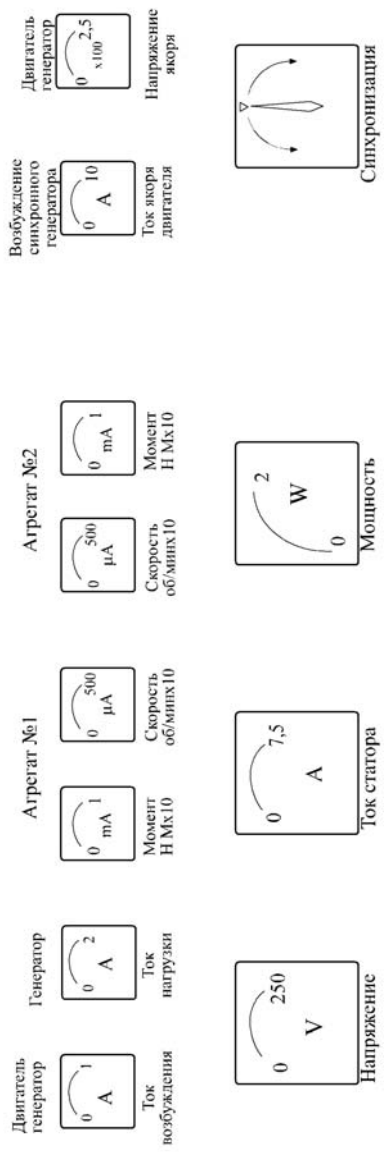 Двигатель
генератор
0 1
A
Ток
возбуждения
Генератор
0 2
A
Ток
нагрузки
Агрегат №1
0 1
mA
Момент
Н Мх10
0 500
µA
Скорость
об/минх10
Агрегат №2
0 500
µA
Скорость
об/минх10
0 1
mA
Момент
Н Мх10
Возбуждение
синхронного
генератора
0 10
A
Ток якоря
двигателя
Двигатель
генератор
0 2,5
х100
Напряжение
якоря
0 250
V
Напряжение
0 7,5
A
Ток статора
0 2
W
Мощность
Синхронизация